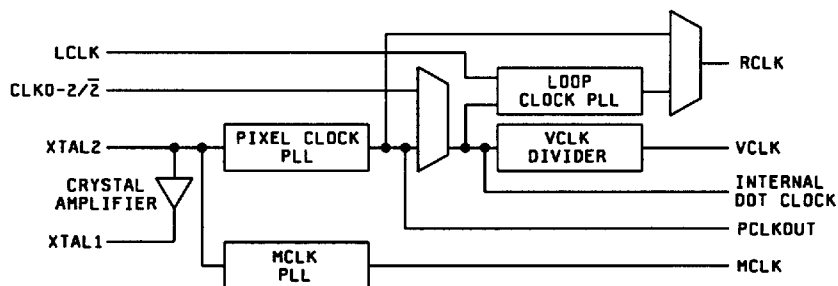 LCLK
CLK0-2/2̅
XTAL2
CRYSTAL
AMPLIFIER
XTAL1
PIXEL CLOCK
PLL
MCLK
PLL
LOOP
CLOCK PLL
VCLK
DIVIDER
RCLK
VCLK
INTERNAL
DOT CLOCK
PCLKOUT
MCLK